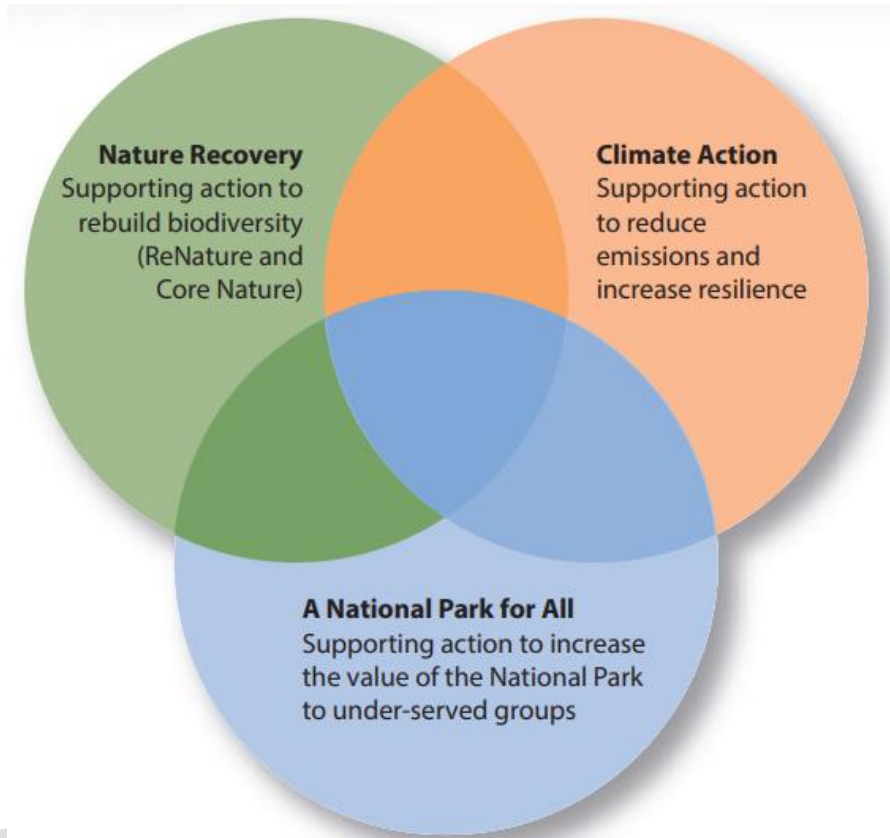 Nature Recovery
Supporting action to
rebuild biodiversity
(ReNature and
Core Nature)
Climate Action
Supporting action
to reduce
emissions and
increase resilience
A National Park for All
Supporting action to increase
the value of the National Park
to under-served groups